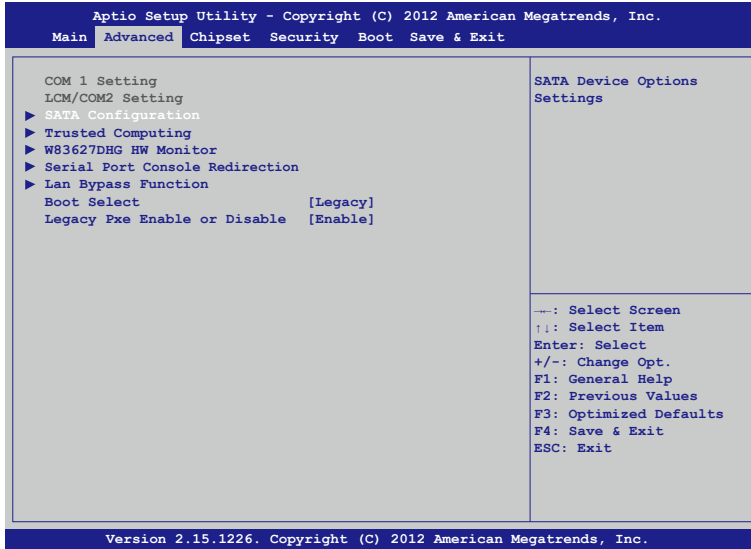 Aptio Setup Utility - Copyright (C) 2012 American Megatrends, Inc.
Main Advanced Chipset Security Boot Save & Exit
COM 1 Setting
LCM/COM2 Setting
▶ SATA Configuration
▶ Trusted Computing
▶ W83627DHG HW Monitor
▶ Serial Port Console Redirection
▶ Lan Bypass Function
Boot Select [Legacy]
Legacy Pxe Enable or Disable [Enable]
SATA Device Options
Settings
→←: Select Screen
↑↓: Select Item
Enter: Select
+/-: Change Opt.
F1: General Help
F2: Previous Values
F3: Optimized Defaults
F4: Save & Exit
ESC: Exit
Version 2.15.1226. Copyright (C) 2012 American Megatrends, Inc.